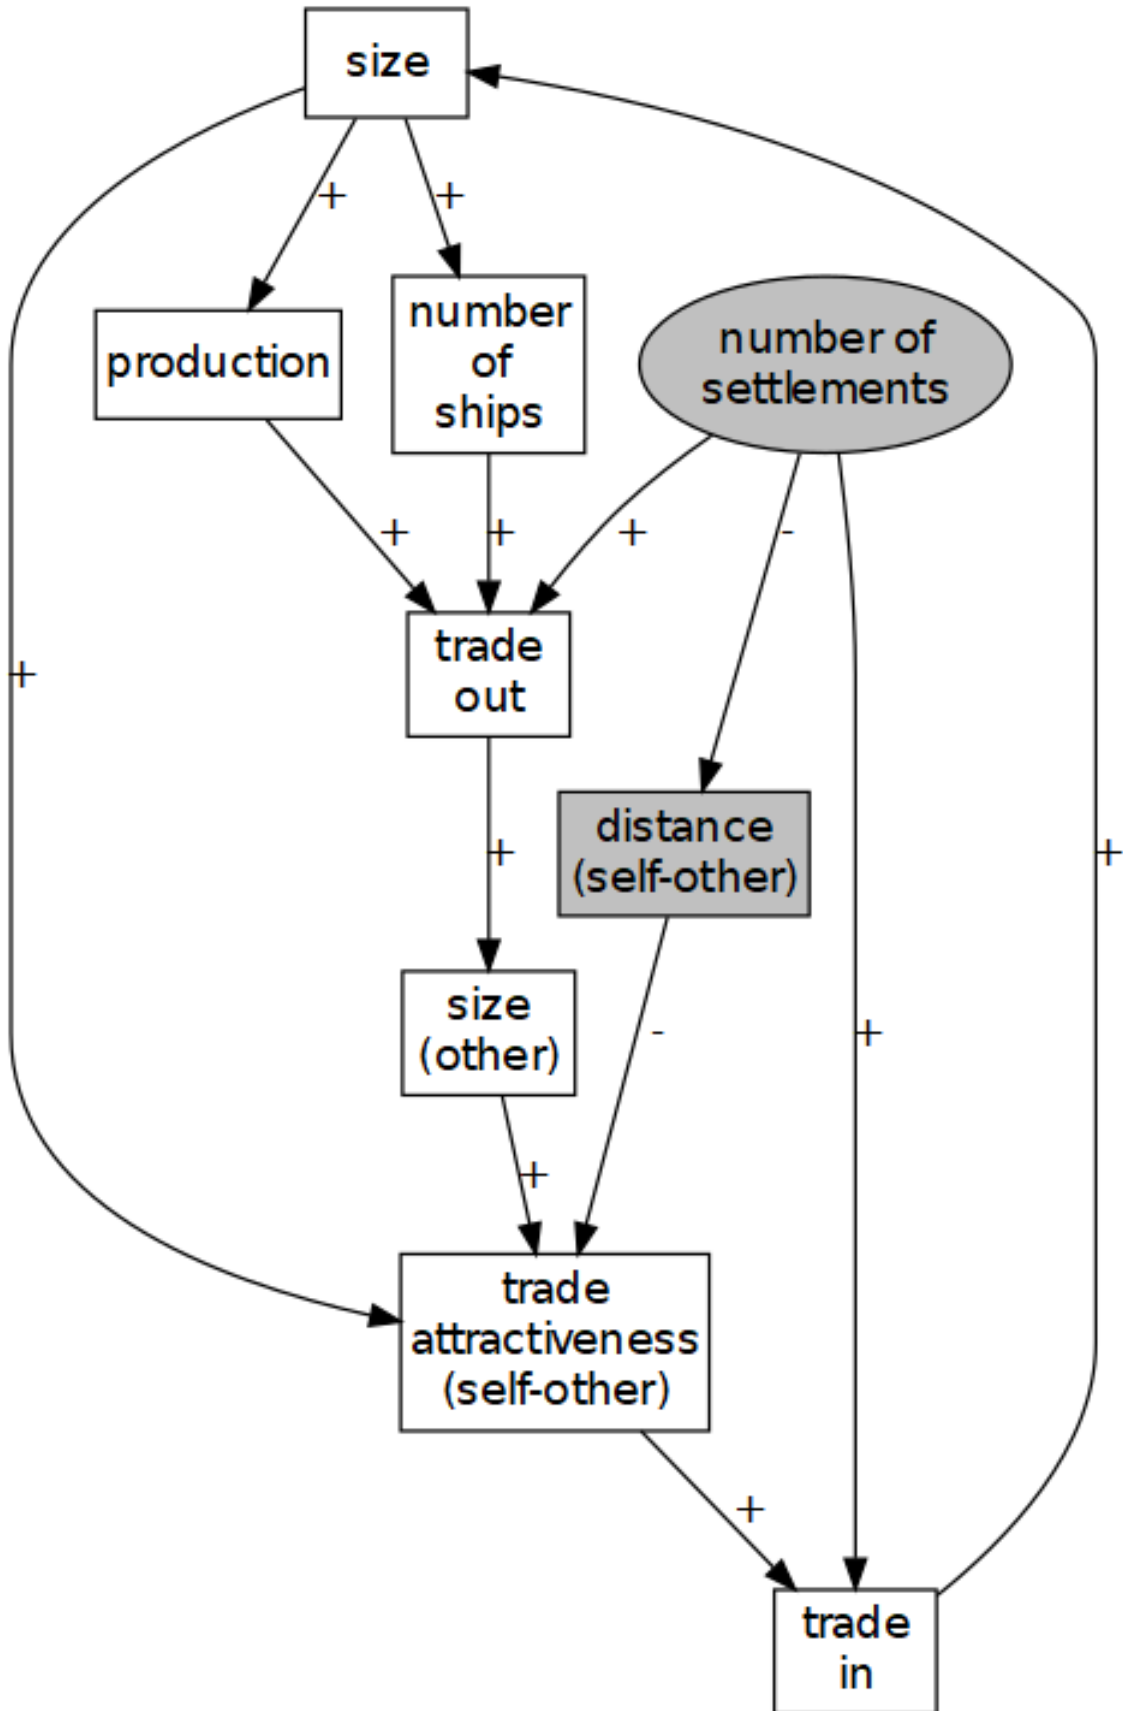 size
+
+
production
number
of
ships
number of
settlements
+
+
+
-
trade
out
+
distance
(self-other)
+
+
size
(other)
-
+
+
trade
attractiveness
(self-other)
+
trade
in